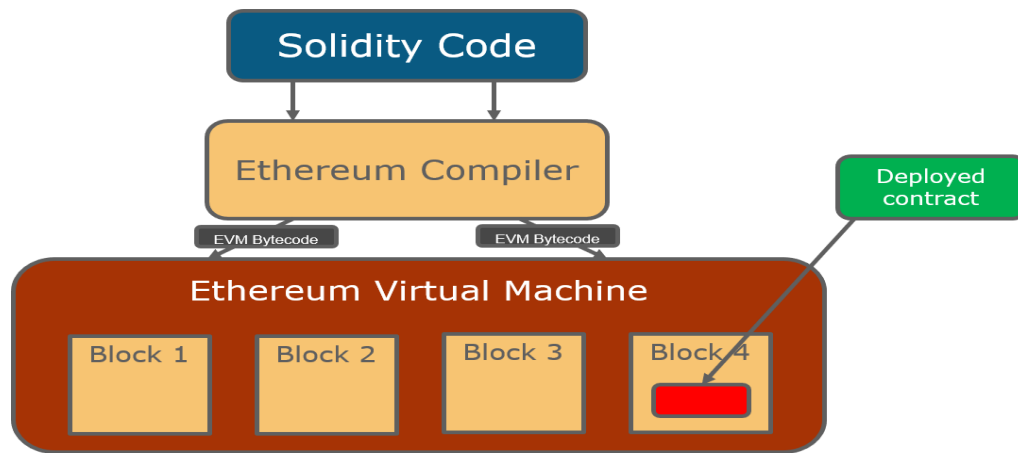 Solidity Code
Ethereum Compiler
Deployed
contract
EVM Bytecode
EVM Bytecode
Ethereum Virtual Machine
Block 1
Block 2
Block 3
Block 4